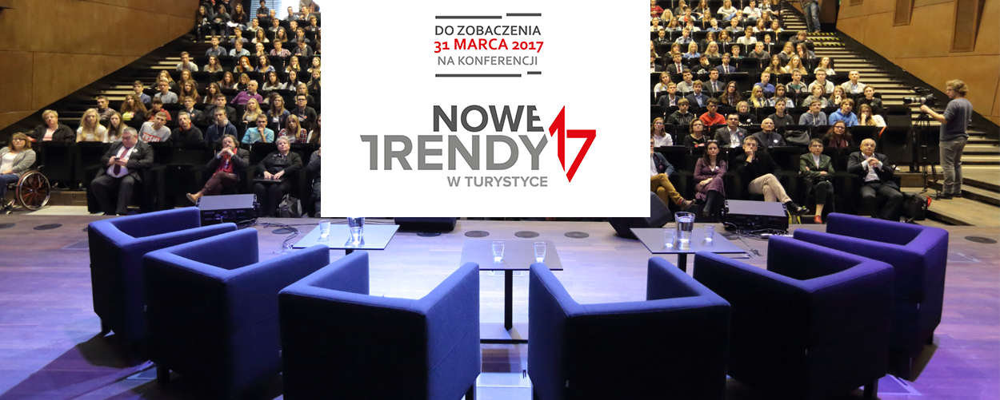 DO ZOBACZENIA
31 MARCA 2017
NA KONFERENCJI
NOWE
TRENDY 17
W TURYSTYCE